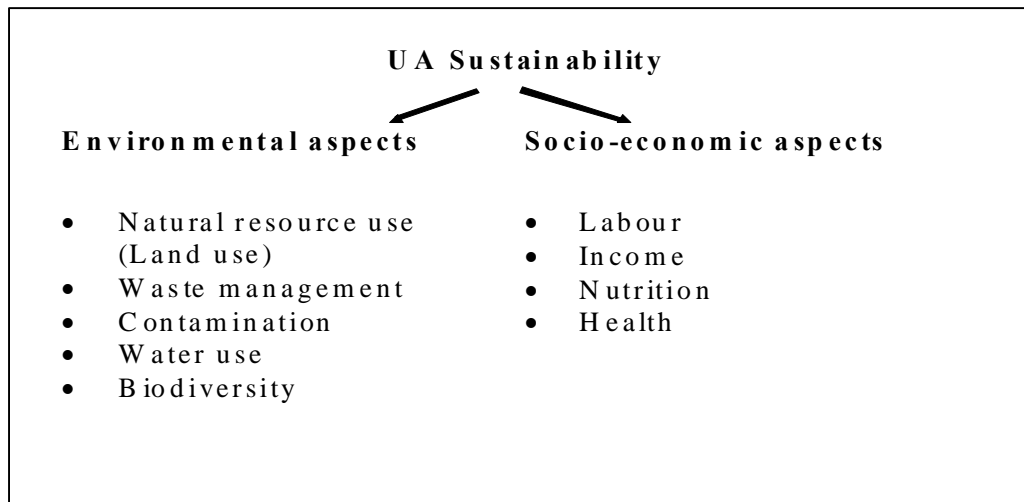 UA Sustainability
Environmental aspects
• Natural resource use
(Land use)
• Waste management
• Contamination
• Water use
• Biodiversity
Socio-economic aspects
• Labour
• Income
• Nutrition
• Health